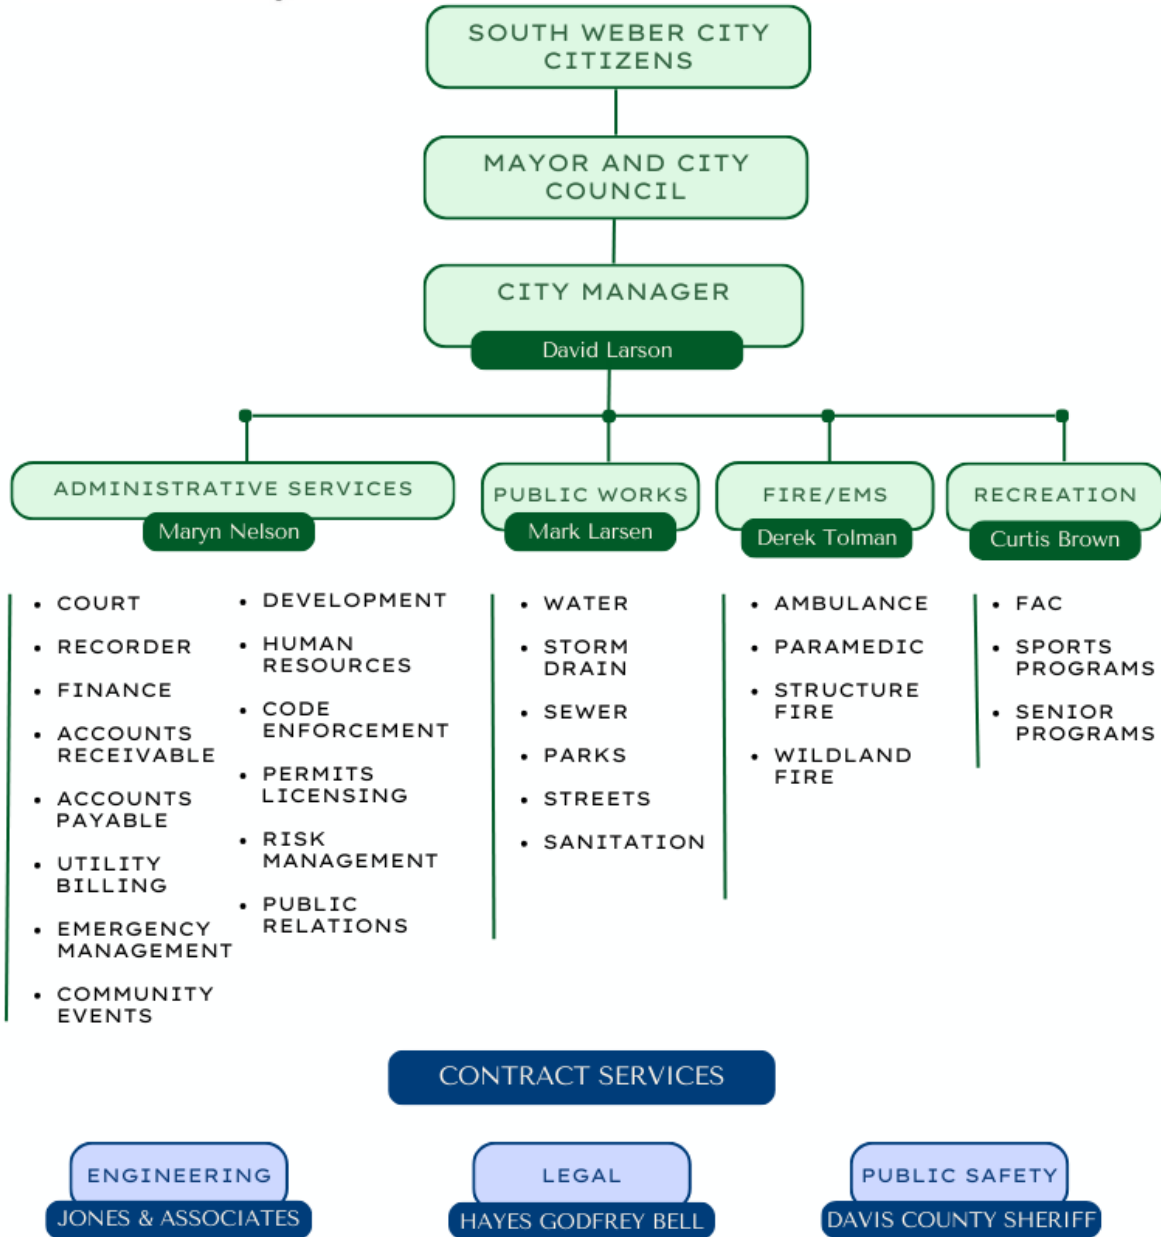 SOUTH WEBER CITY
CITIZENS
MAYOR AND CITY
COUNCIL
CITY MANAGER
David Larson
ADMINISTRATIVE SERVICES
Maryn Nelson
• COURT
• RECORDER
• FINANCE
• ACCOUNTS
RECEIVABLE
• ACCOUNTS
PAYABLE
• UTILITY
BILLING
• EMERGENCY
MANAGEMENT
• COMMUNITY
EVENTS
• DEVELOPMENT
• HUMAN
RESOURCES
• CODE
ENFORCEMENT
• PERMITS
LICENSING
• RISK
MANAGEMENT
• PUBLIC
RELATIONS
PUBLIC WORKS
Mark Larsen
• WATER
• STORM
DRAIN
• SEWER
• PARKS
• STREETS
• SANITATION
FIRE/EMS
Derek Tolman
• AMBULANCE
• PARAMEDIC
• STRUCTURE
FIRE
• WILDLAND
FIRE
RECREATION
Curtis Brown
• FAC
• SPORTS
PROGRAMS
• SENIOR
PROGRAMS
CONTRACT SERVICES
ENGINEERING
JONES & ASSOCIATES
LEGAL
HAYES GODFREY BELL
PUBLIC SAFETY
DAVIS COUNTY SHERIFF